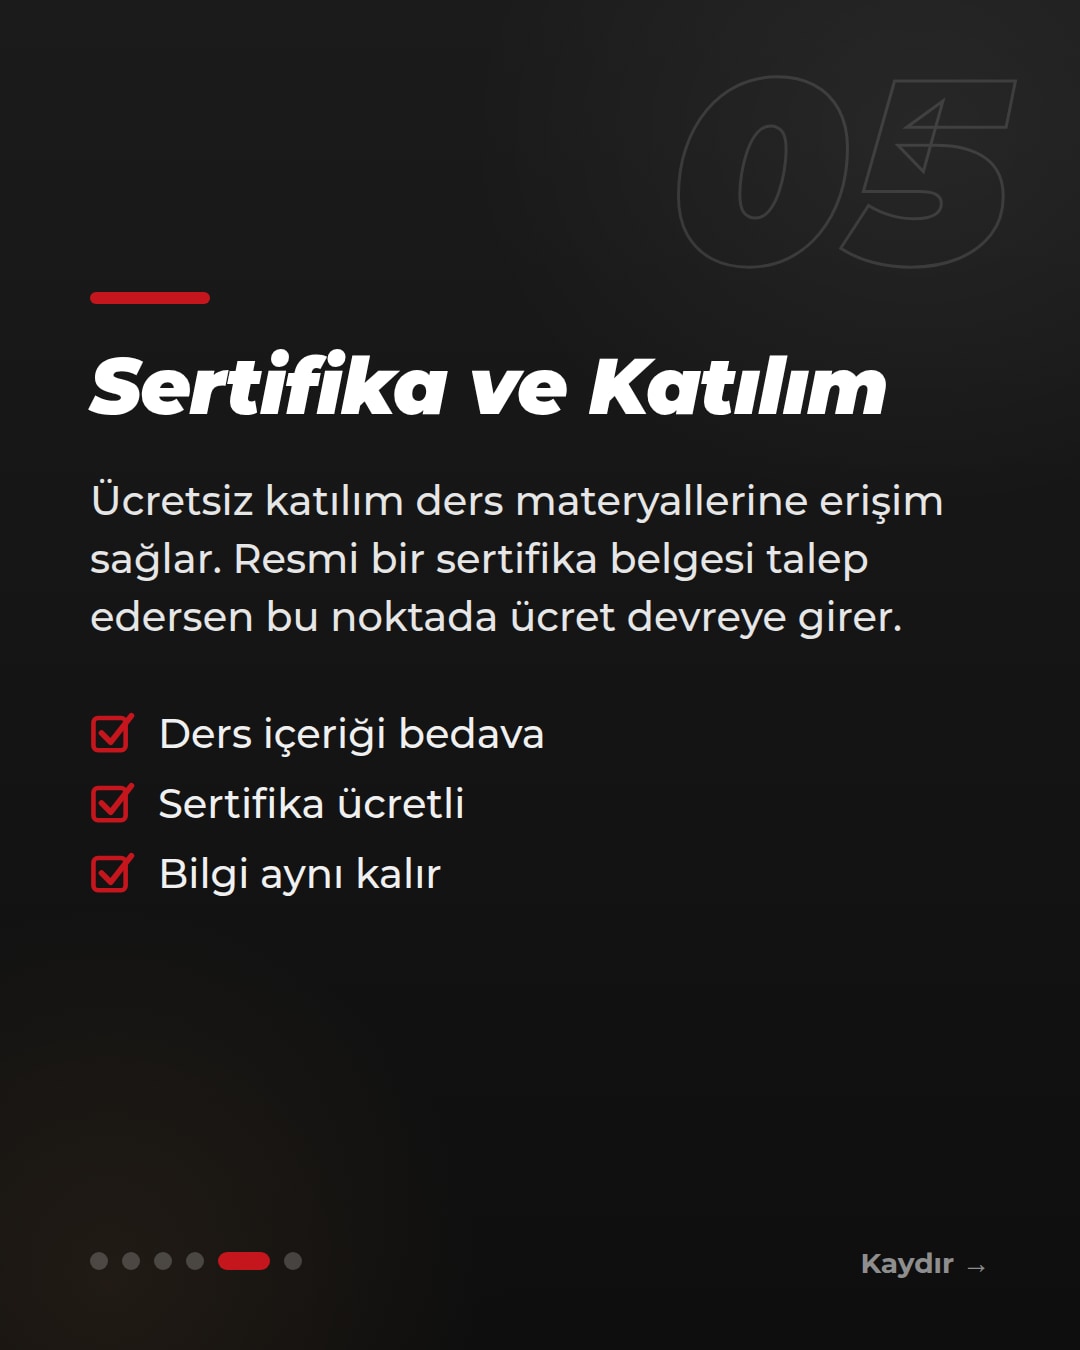 05
Sertifika ve Katılım
Ücretsiz katılım ders materyallerine erişim
sağlar. Resmi bir sertifika belgesi talep
edersen bu noktada ücret devreye girer.
Ders içeriği bedava
Sertifika ücretli
Bilgi aynı kalır
Kaydır →